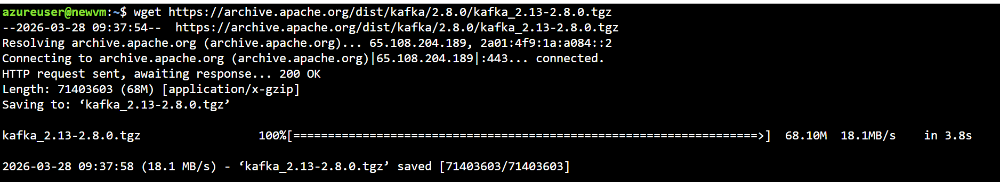 azureuser@newvm:~$ wget https://archive.apache.org/dist/kafka/2.8.0/kafka_2.13-2.8.0.tgz
--2026-03-28 09:37:54--  https://archive.apache.org/dist/kafka/2.8.0/kafka_2.13-2.8.0.tgz
Resolving archive.apache.org (archive.apache.org)... 65.108.204.189, 2a01:4f9:1a:a084::2
Connecting to archive.apache.org (archive.apache.org)|65.108.204.189|:443... connected.
HTTP request sent, awaiting response... 200 OK
Length: 71403603 (68M) [application/x-gzip]
Saving to: ‘kafka_2.13-2.8.0.tgz’
kafka_2.13-2.8.0.tgz                 100%[===================================================================>]  68.10M  18.1MB/s    in 3.8s
2026-03-28 09:37:58 (18.1 MB/s) - ‘kafka_2.13-2.8.0.tgz’ saved [71403603/71403603]